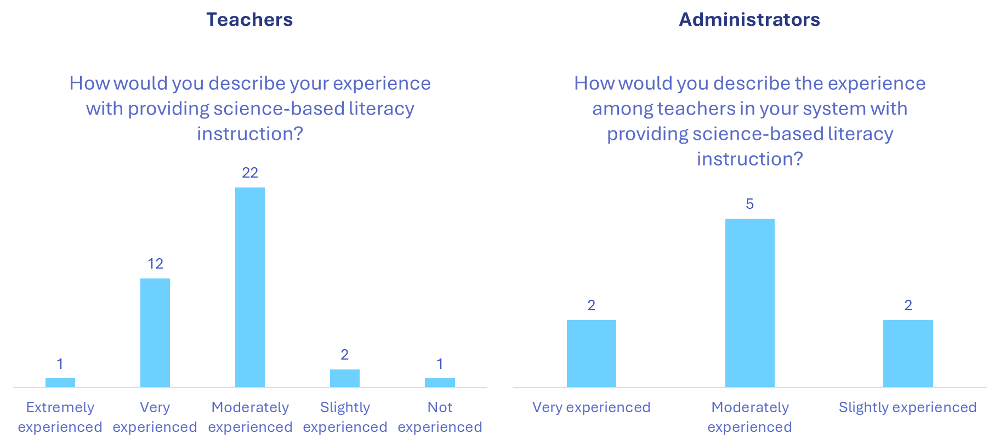 Teachers
How would you describe your experience
with providing science-based literacy
instruction?
22
12
1
2
1
Extremely
experienced
Very
experienced
Moderately
experienced
Slightly
experienced
Not
experienced
Administrators
How would you describe the experience
among teachers in your system with
providing science-based literacy
instruction?
2
5
2
Very experienced
Moderately
experienced
Slightly experienced